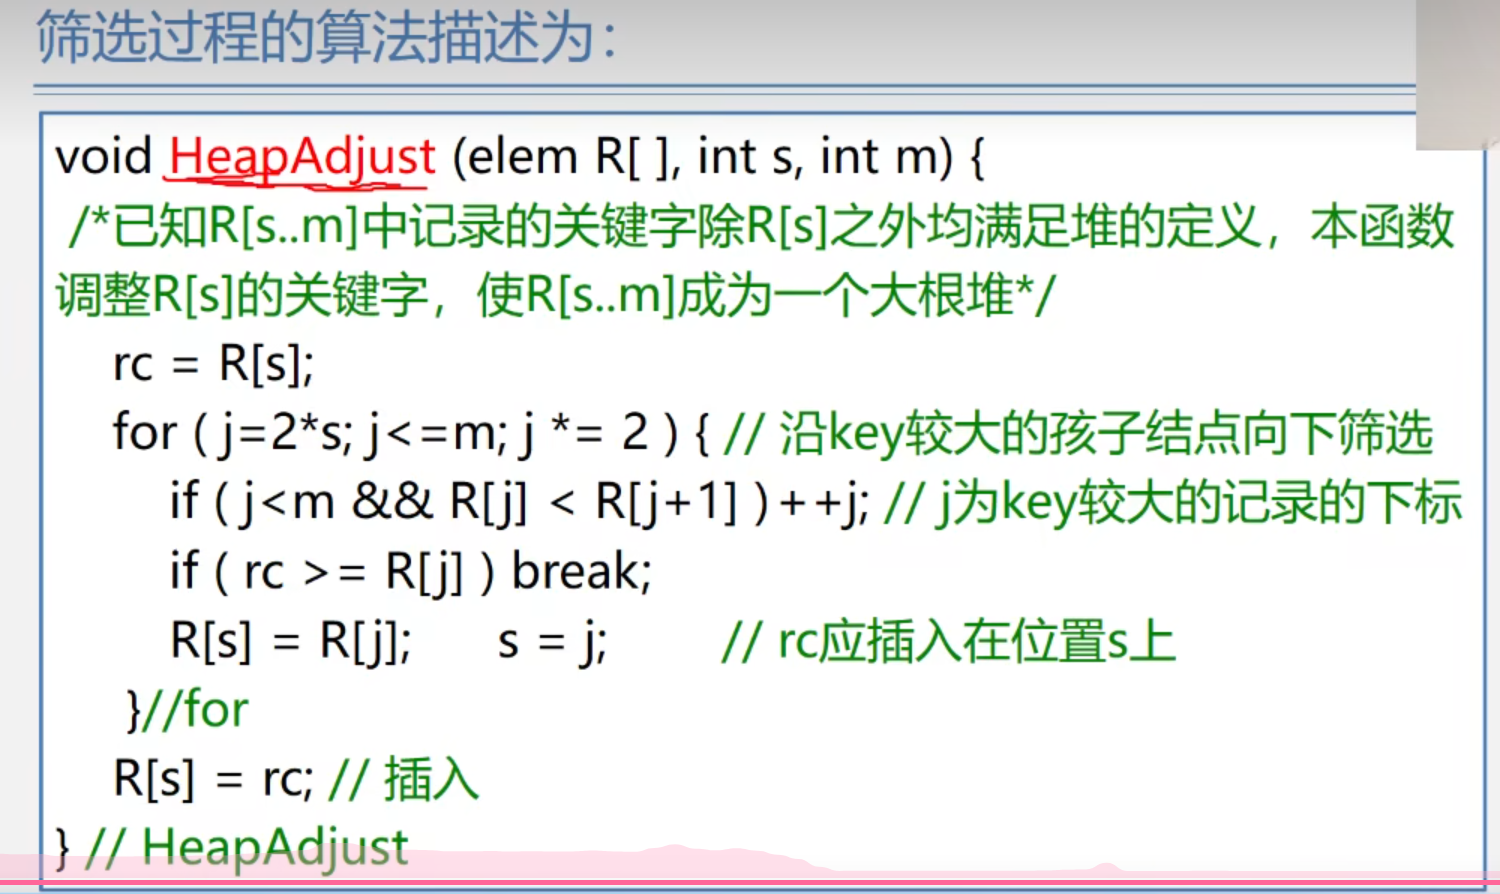 筛选过程的算法描述为：
void HeapAdjust (elem R[ ], int s, int m) {
/*已知R[s..m]中记录的关键字除R[s]之外均满足堆的定义，本函数
调整R[s]的关键字，使R[s..m]成为一个大根堆*/
rc = R[s];
for ( j=2*s; j<=m; j *= 2 ) { // 沿key较大的孩子结点向下筛选
if ( j<m && R[j] < R[j+1] ) ++j; // j为key较大的记录的下标
if ( rc >= R[j] ) break;
R[s] = R[j]; s = j; // rc应插入在位置s上
}//for
R[s] = rc; // 插入
} // HeapAdjust